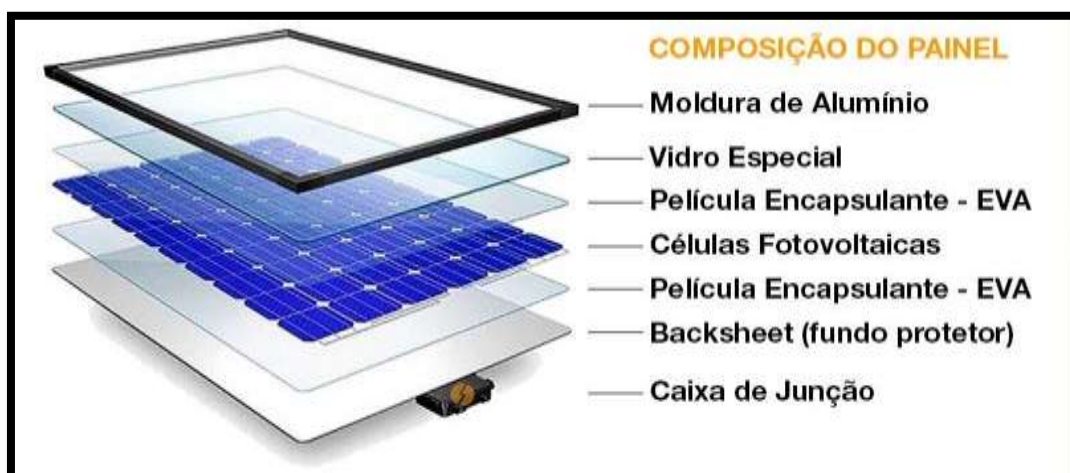 COMPOSIÇÃO DO PAINEL
Moldura de Alumínio
Vidro Especial
Película Encapsulante - EVA
Células Fotovoltaicas
Película Encapsulante - EVA
Backsheet (fundo protetor)
Caixa de Junção